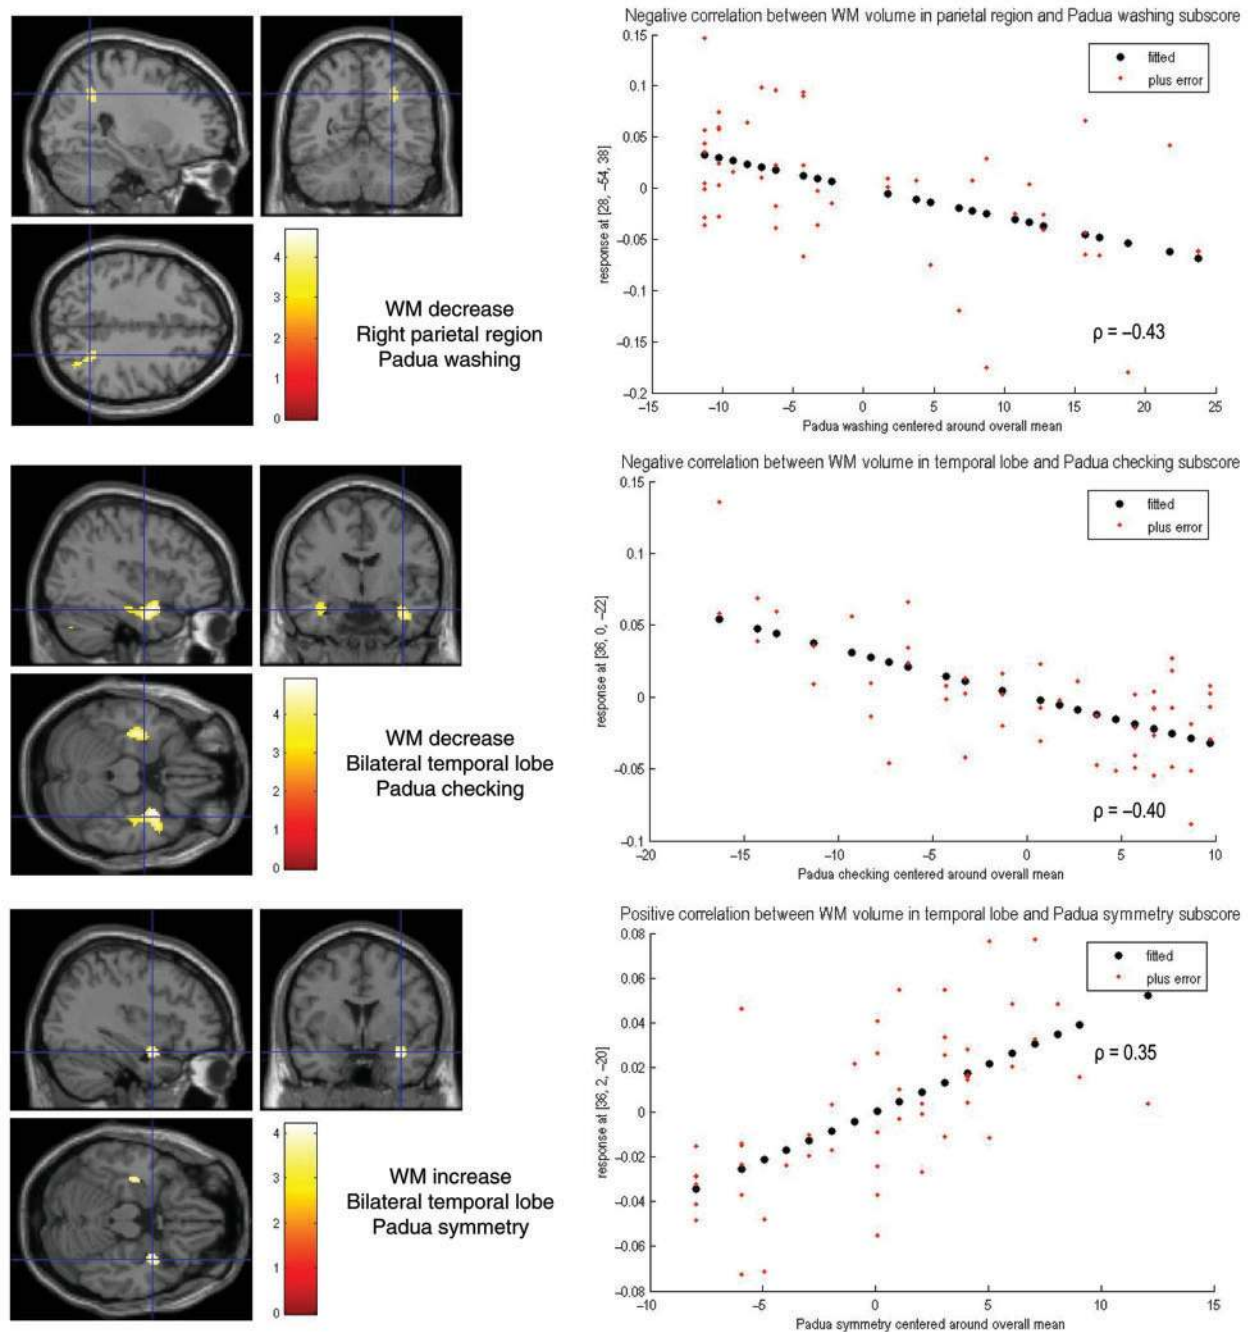 4
3
2
1
0
WM decrease
Right parietal region
Padua washing
Negative correlation between WM volume in parietal region and Padua washing subscore
0.15
0.1
0.05
0
–0.05
–0.1
–0.15
–0.2
response at [28, –54, 38]
fitted
plus error
ρ = –0.43
–15
–10
–5
0
5
10
15
20
25
Padua washing centered around overall mean
4
3
2
1
0
WM decrease
Bilateral temporal lobe
Padua checking
Negative correlation between WM volume in temporal lobe and Padua checking subscore
0.15
0.1
0.05
0
–0.05
–0.1
response at [36, 0, –22]
fitted
plus error
ρ = –0.40
–20
–15
–10
–5
0
5
10
Padua checking centered around overall mean
4
3
2
1
0
WM increase
Bilateral temporal lobe
Padua symmetry
Positive correlation between WM volume in temporal lobe and Padua symmetry subscore
0.08
0.06
0.04
0.02
0
–0.02
–0.04
–0.06
–0.08
response at [36, 2, –20]
fitted
plus error
ρ = 0.35
–10
–5
0
5
10
15
Padua symmetry centered around overall mean